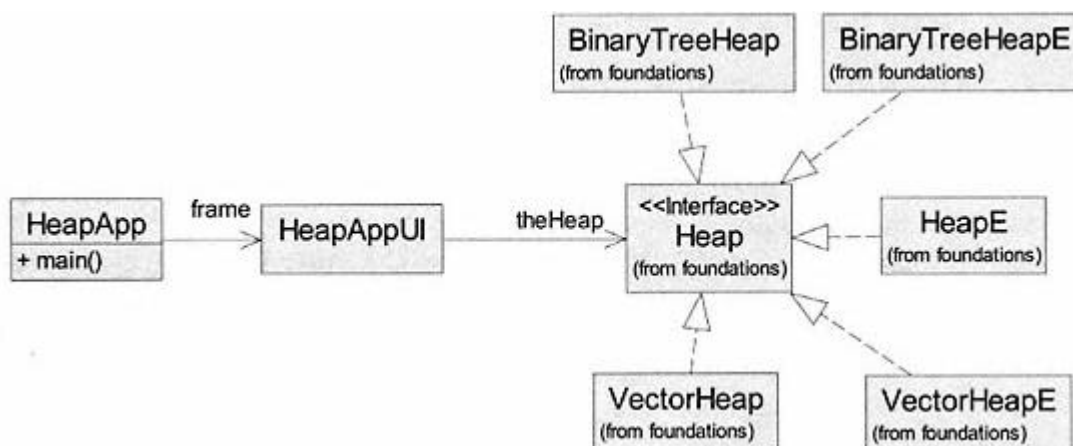 BinaryTreeHeap
(from foundations)
BinaryTreeHeapE
(from foundations)
HeapApp
+ main()
frame
HeapAppUI
theHeap
<<Interface>>
Heap
(from foundations)
HeapE
(from foundations)
VectorHeap
(from foundations)
VectorHeapE
(from foundations)